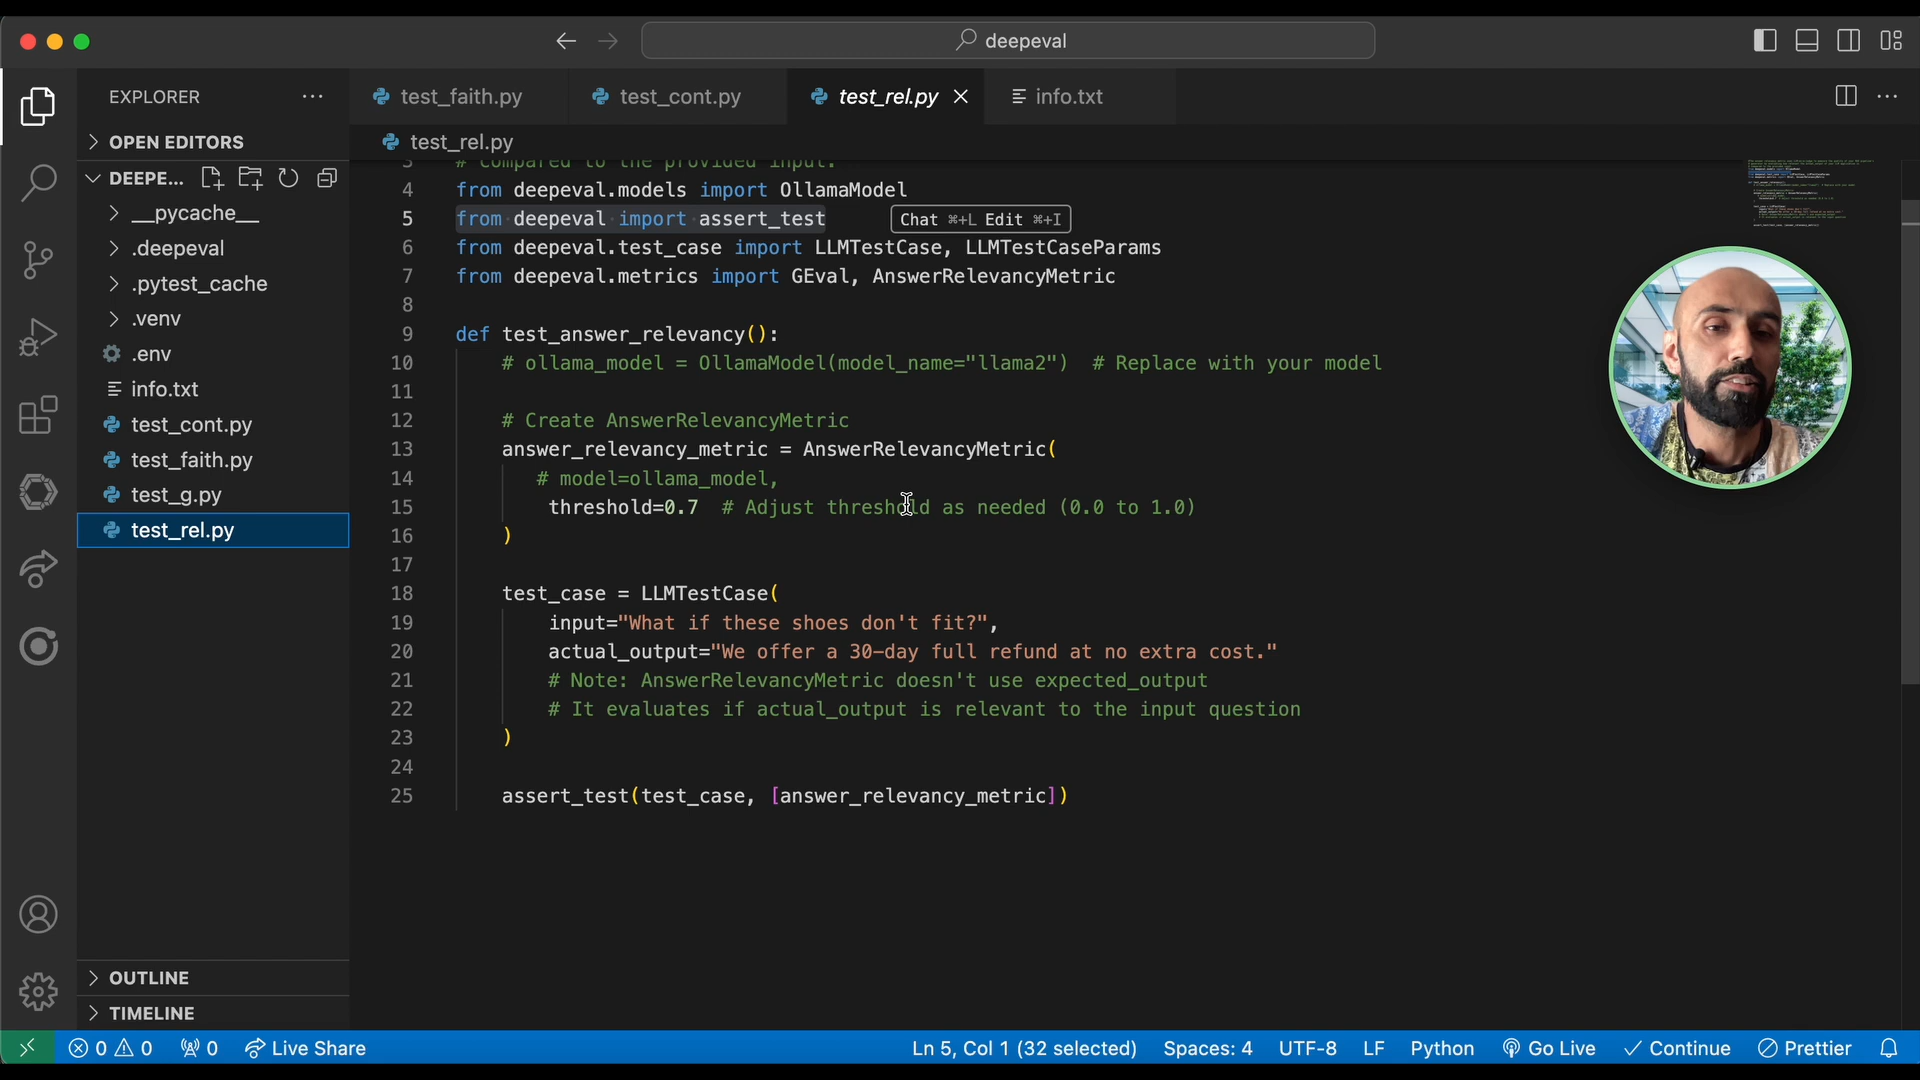 deepeval
EXPLORER
test_faith.py
test_cont.py
test_rel.py
info.txt
OPEN EDITORS
test_rel.py
DEEPE...
__pycache__
.deepeval
.pytest_cache
.venv
.env
info.txt
test_cont.py
test_faith.py
test_g.py
test_rel.py
OUTLINE
TIMELINE
3 # compared to the provided input.
4 from deepeval.models import OllamaModel
5 from deepeval import assert_test
Chat ⌘+L Edit ⌘+I
6 from deepeval.test_case import LLMTestCase, LLMTestCaseParams
7 from deepeval.metrics import GEval, AnswerRelevancyMetric
8
9 def test_answer_relevancy():
10 # ollama_model = OllamaModel(model_name="llama2")  # Replace with your model
11
12 # Create AnswerRelevancyMetric
13 answer_relevancy_metric = AnswerRelevancyMetric(
14 # model=ollama_model,
15 threshold=0.7  # Adjust threshold as needed (0.0 to 1.0)
16 )
17
18 test_case = LLMTestCase(
19 input="What if these shoes don't fit?",
20 actual_output="We offer a 30-day full refund at no extra cost."
21 # Note: AnswerRelevancyMetric doesn't use expected_output
22 # It evaluates if actual_output is relevant to the input question
23 )
24
25 assert_test(test_case, [answer_relevancy_metric])
0 0 0 Live Share
Ln 5, Col 1 (32 selected) Spaces: 4 UTF-8 LF Python Go Live Continue Prettier